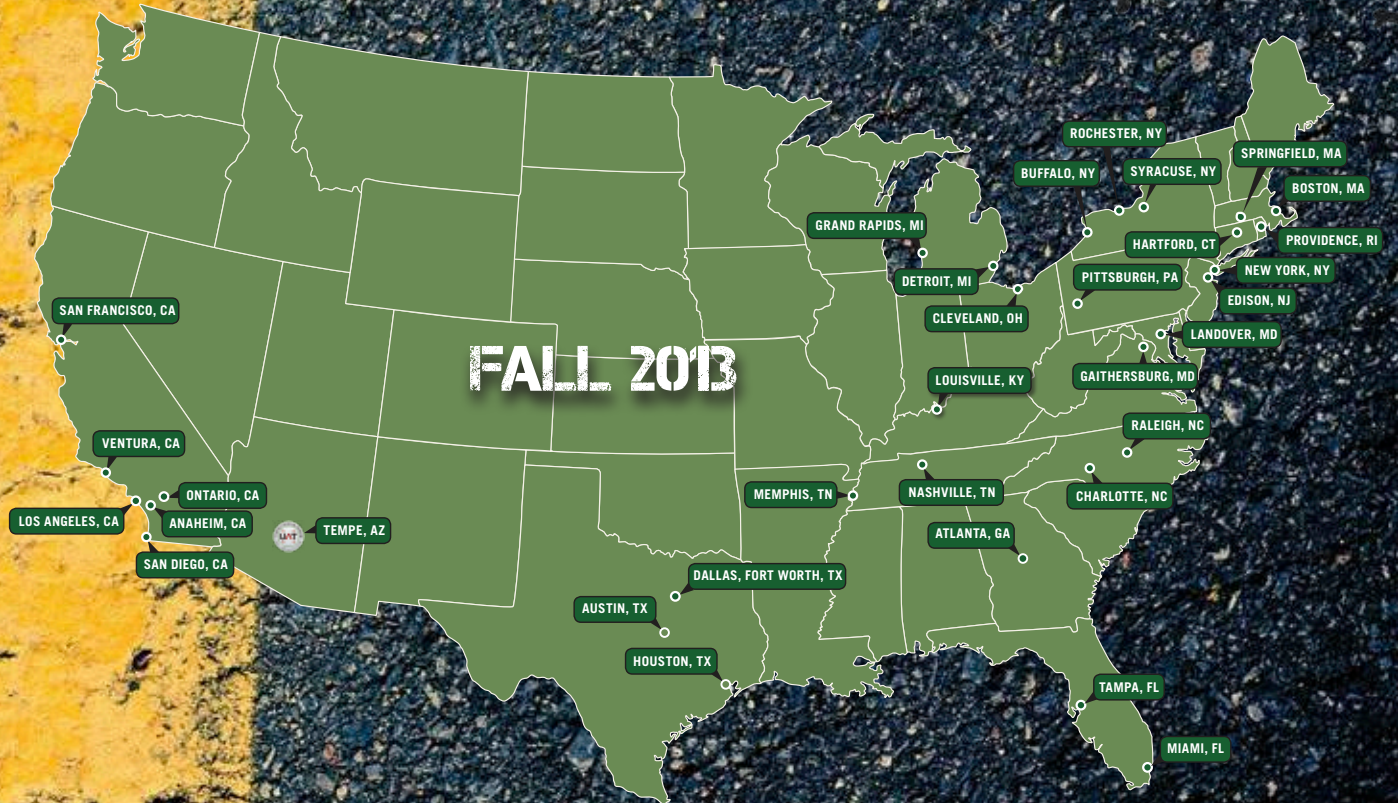 ROCHESTER, NY
SPRINGFIELD, MA
BUFFALO, NY
SYRACUSE, NY
BOSTON, MA
GRAND RAPIDS, MI
HARTFORD, CT
PROVIDENCE, RI
DETROIT, MI
PITTSBURGH, PA
NEW YORK, NY
EDISON, NJ
SAN FRANCISCO, CA
CLEVELAND, OH
LANDOVER, MD
FALL 2013
LOUISVILLE, KY
GAITHERSBURG, MD
RALEIGH, NC
VENTURA, CA
ONTARIO, CA
MEMPHIS, TN
NASHVILLE, TN
CHARLOTTE, NC
LOS ANGELES, CA
ANAHEIM, CA
UAT
TEMPE, AZ
ATLANTA, GA
SAN DIEGO, CA
DALLAS, FORT WORTH, TX
AUSTIN, TX
HOUSTON, TX
TAMPA, FL
MIAMI, FL